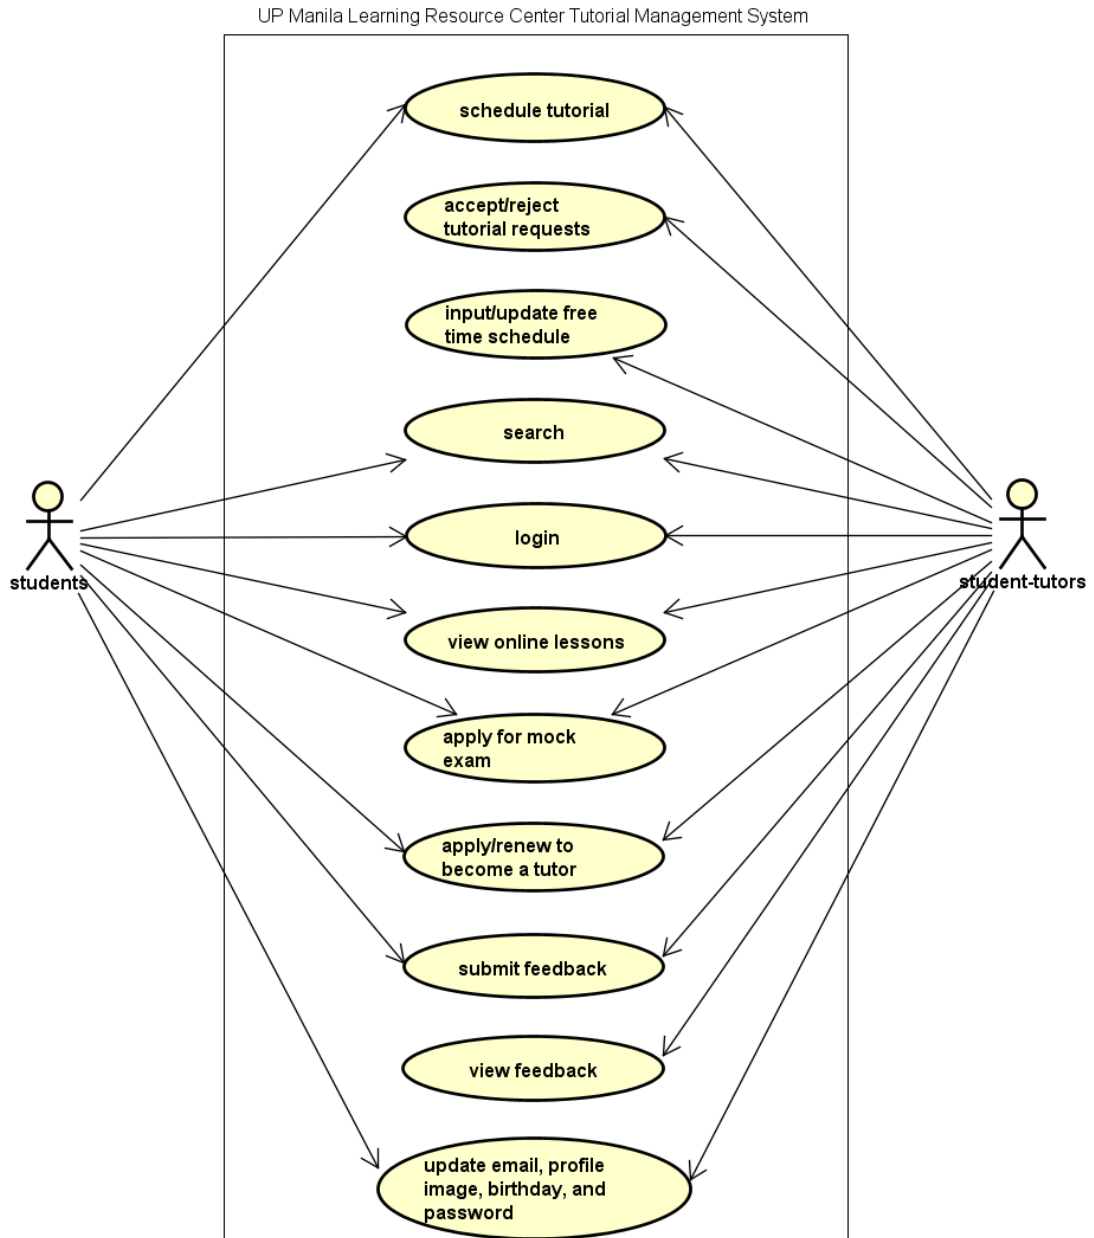 UP Manila Learning Resource Center Tutorial Management System
schedule tutorial
accept/reject
tutorial requests
input/update free
time schedule
search
login
students
student-tutors
view online lessons
apply for mock
exam
apply/renew to
become a tutor
submit feedback
view feedback
update email, profile
image, birthday, and
password